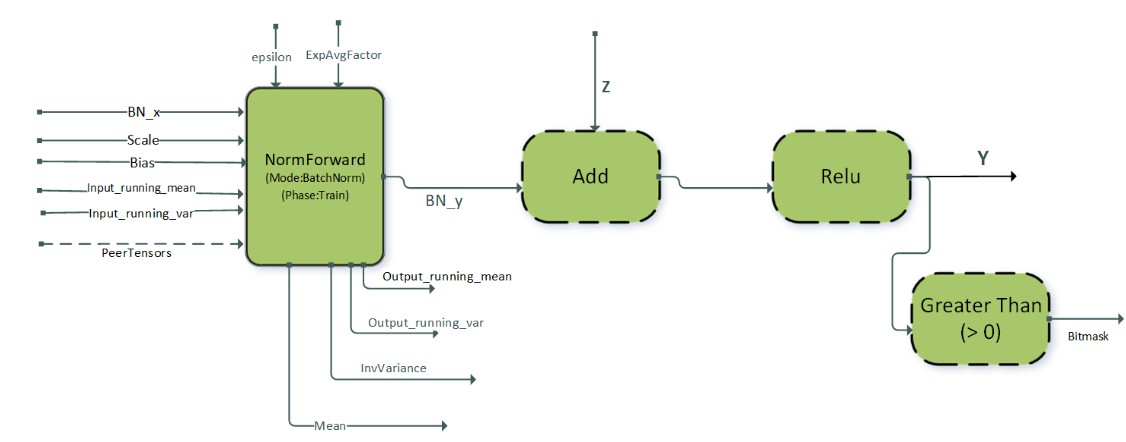 epsilon
ExpAvgFactor
BN_x
Scale
Bias
Input_running_mean
Input_running_var
PeerTensors
NormForward
(Mode:BatchNorm)
(Phase:Train)
BN_y
Z
Add
Relu
Y
Output_running_mean
Output_running_var
InvVariance
Mean
Greater Than
(> 0)
Bitmask